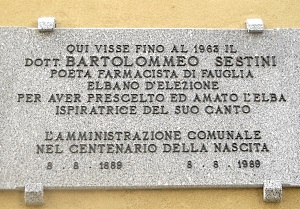 QUI VISSE FINO AL 1963 IL
DOTT. BARTOLOMMEO SESTINI
POETA FARMACISTA DI FAUGLIA
ELBANO D'ELEZIONE
PER AVER PRESCELTO ED AMATO L'ELBA
ISPIRATRICE DEL SUO CANTO
L'AMMINISTRAZIONE COMUNALE
NEL CENTENARIO DELLA NASCITA
8 - 8 - 1889 8 - 8 - 1989